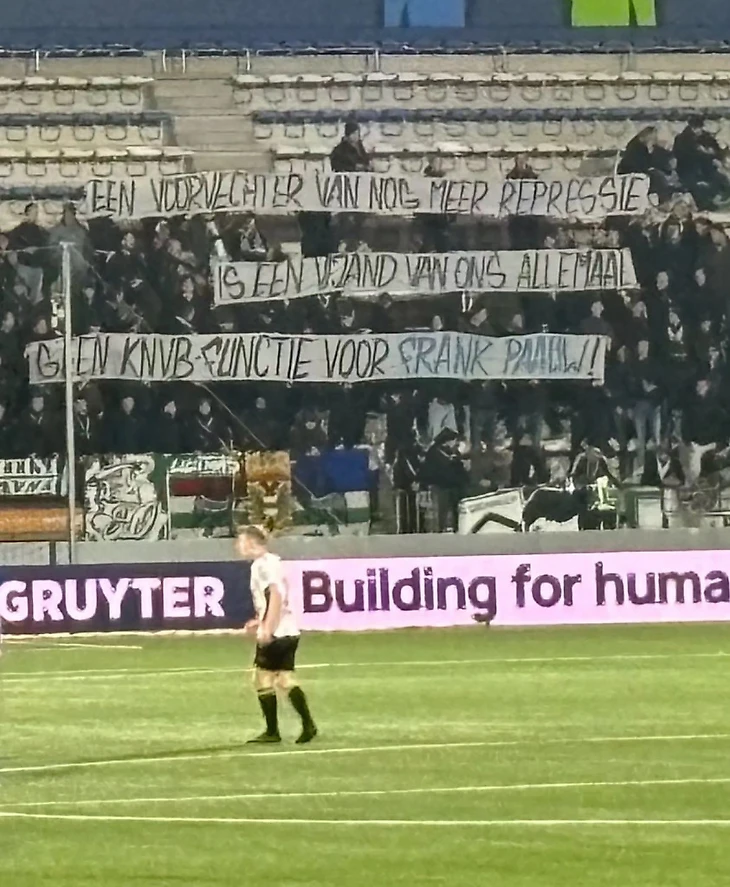 EEN VOORVECHTER VAN NOG MEER REPRESSIE
IS EEN VIJAND VAN ONS ALLEMAAL
GEEN KNVB-FUNCTIE VOOR FRANK PAAUW!
GRUYTER Building for huma